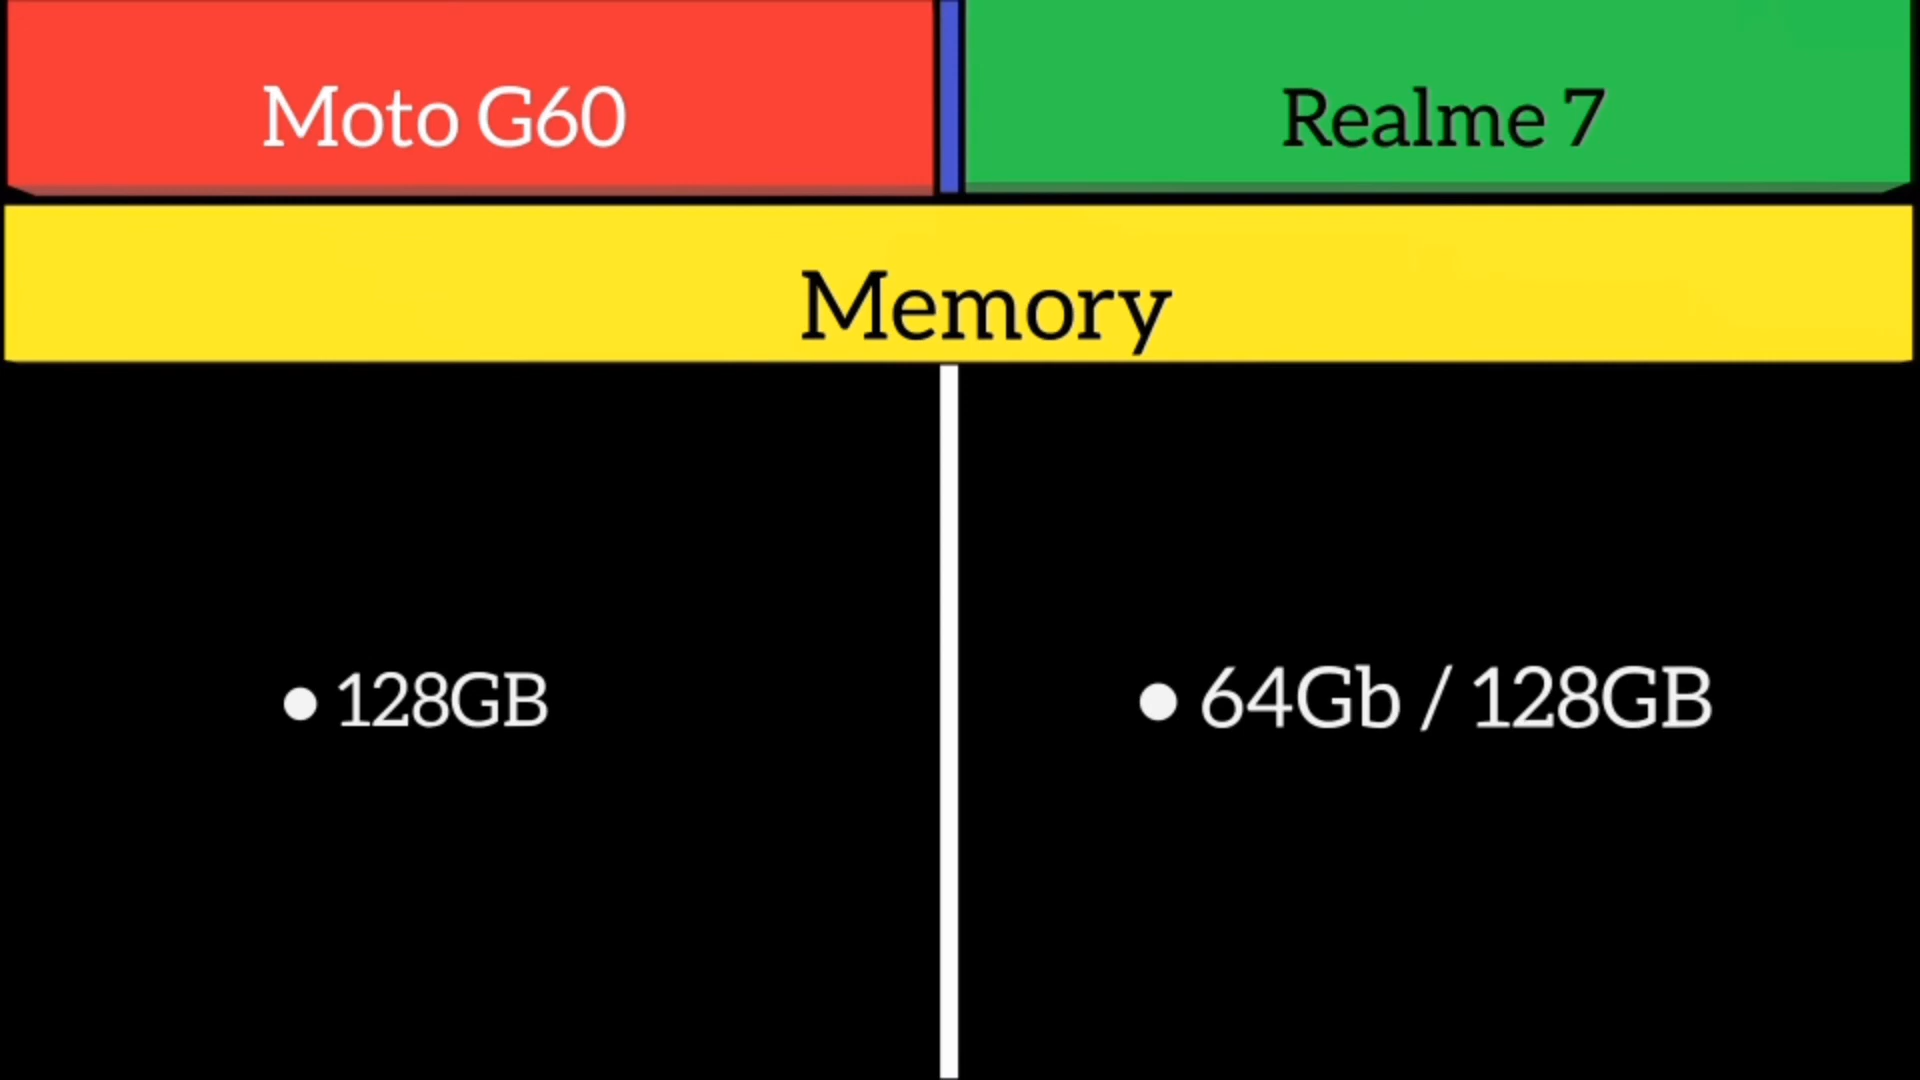 Moto G60
Realme 7
Memory
• 128GB
• 64Gb / 128GB